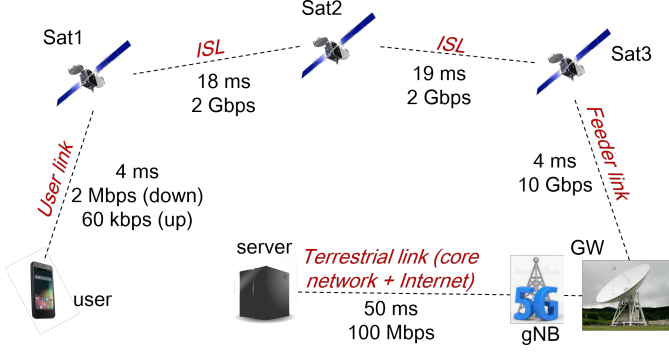 Sat1
ISL
18 ms
2 Gbps
Sat2
ISL
19 ms
2 Gbps
Sat3
User link
4 ms
2 Mbps (down)
60 kbps (up)
Feeder link
4 ms
10 Gbps
user
server
Terrestrial link (core
network + Internet)
50 ms
100 Mbps
5G
gNB
GW